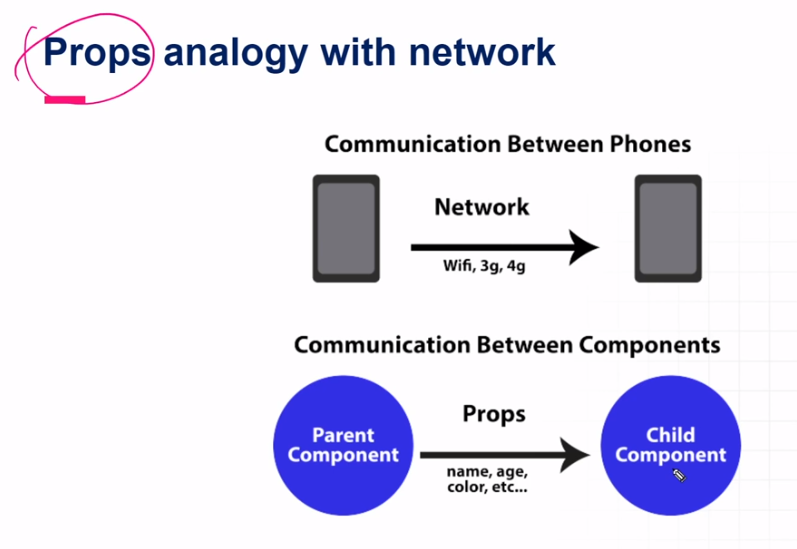 Props analogy with network
Communication Between Phones
Network
Wifi, 3g, 4g
Communication Between Components
Parent
Component
Props
name, age,
color, etc...
Child
Component